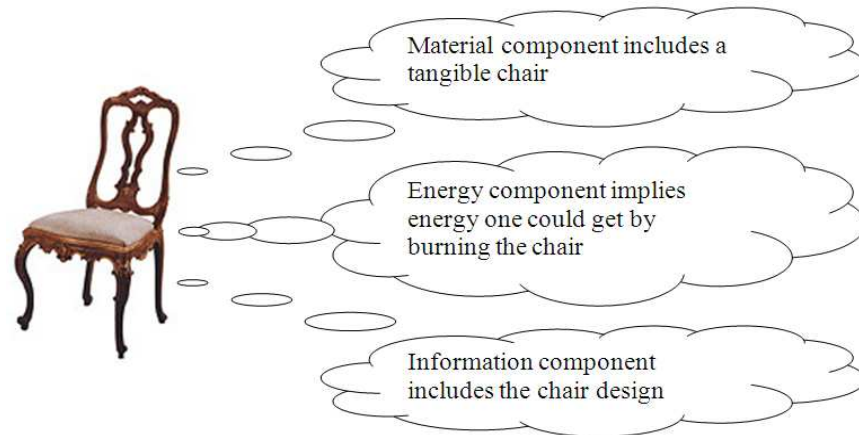 Material component includes a
tangible chair
Energy component implies
energy one could get by
burning the chair
Information component
includes the chair design